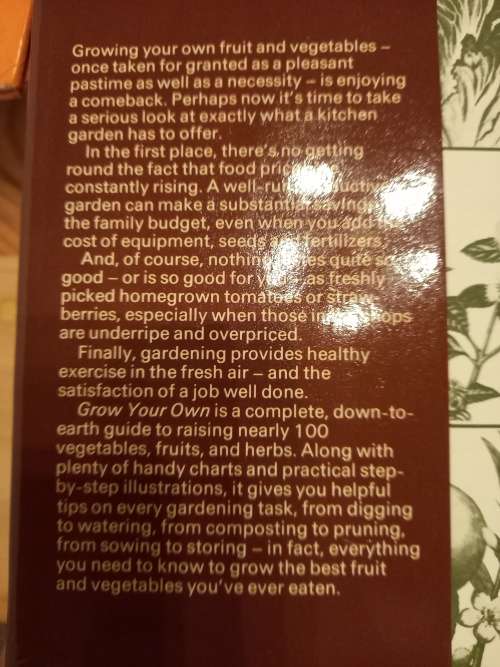 Growing your own fruit and vegetables –
once taken for granted as a pleasant
pastime as well as a necessity – is enjoying
a comeback. Perhaps now it's time to take
a serious look at exactly what a kitchen
garden has to offer.
In the first place, there's no getting
round the fact that food
constantly rising. A
garden can make a substantial
the family budget, even when you add the
cost of equipment, seeds and fertilizers.
And, of course, nothing tastes quite so
good – or is so good for you – as freshly
picked homegrown tomatoes or straw-
berries, especially when those in shops
are underripe and overpriced.
Finally, gardening provides healthy
exercise in the fresh air – and the
satisfaction of a job well done.
Grow Your Own is a complete, down-to-
earth guide to raising nearly 100
vegetables, fruits, and herbs. Along with
plenty of handy charts and practical step-
by-step illustrations, it gives you helpful
tips on every gardening task, from digging
to watering, from composting to pruning,
from sowing to storing – in fact, everything
you need to know to grow the best fruit
and vegetables you've ever eaten.